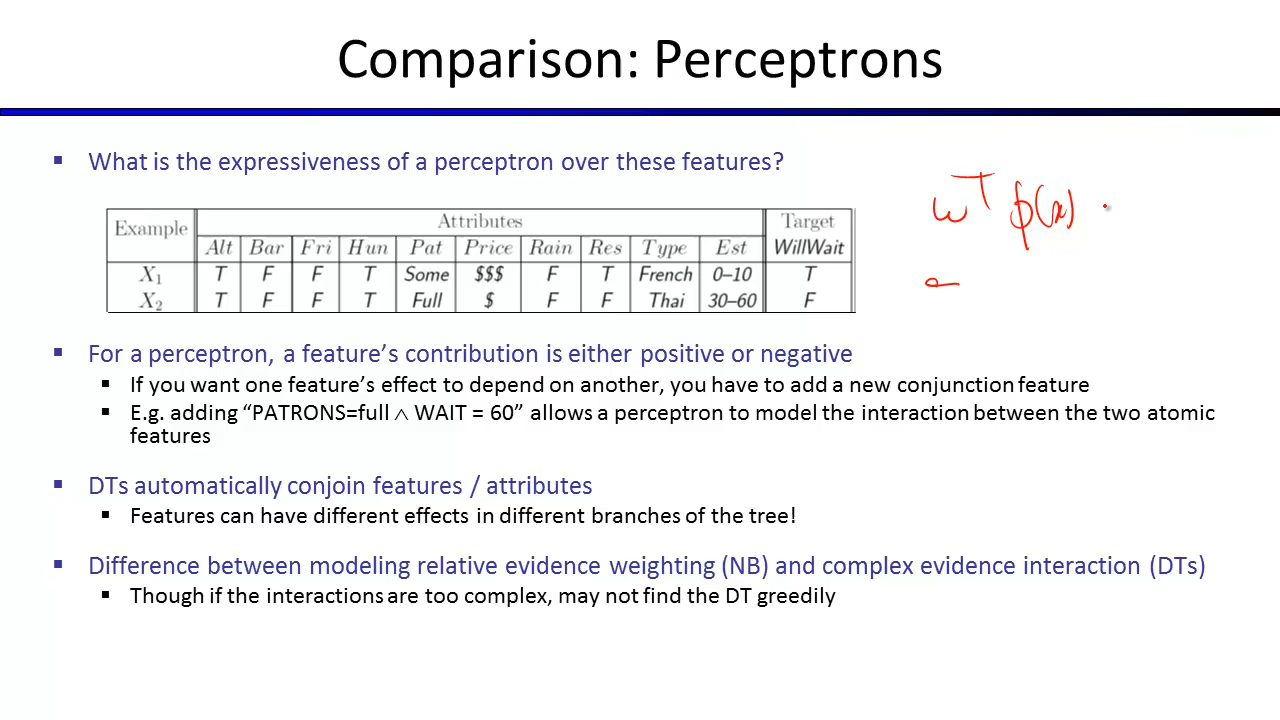 Comparison: Perceptrons
What is the expressiveness of a perceptron over these features?
Example Attributes Target
Alt Bar Fri Hun Pat Price Rain Res Type Est WillWait
X₁ T F F T Some $$$ F T French 0–10 T
X₂ T F F T Full $ F F Thai 30–60 F
w^T φ(x)
For a perceptron, a feature's contribution is either positive or negative
If you want one feature's effect to depend on another, you have to add a new conjunction feature
E.g. adding “PATRONS=full ∧ WAIT = 60” allows a perceptron to model the interaction between the two atomic
features
DTs automatically conjoin features / attributes
Features can have different effects in different branches of the tree!
Difference between modeling relative evidence weighting (NB) and complex evidence interaction (DTs)
Though if the interactions are too complex, may not find the DT greedily